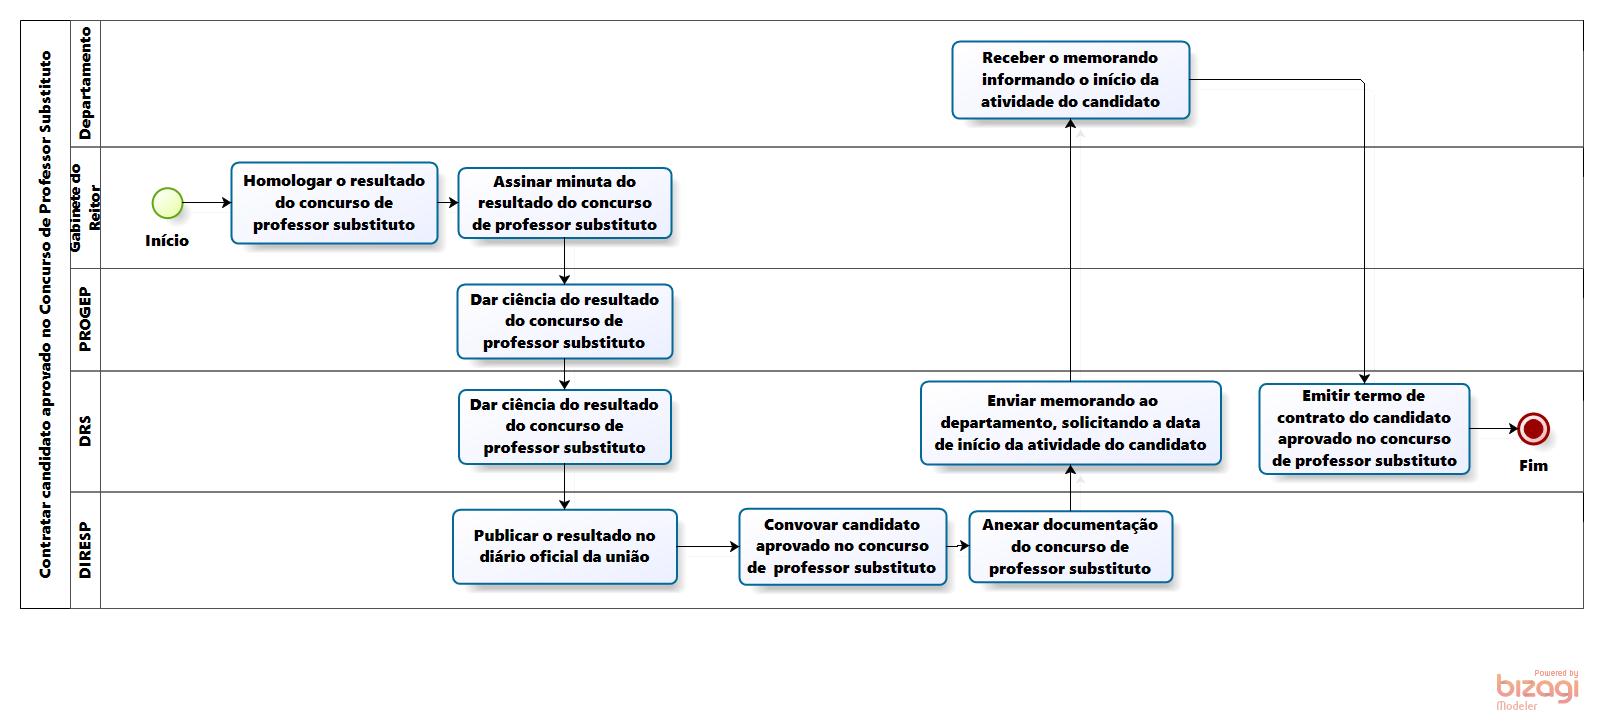 Contratar candidato aprovado no Concurso de Professor Substituto
Departamento
Receber o memorando
informando o início da
atividade do candidato
Gabinete do
Reitor
Início
Homologar o resultado
do concurso de
professor substituto
Assinar minuta do
resultado do concurso
de professor substituto
PROGEP
Dar ciência do resultado
do concurso de
professor substituto
DRS
Dar ciência do resultado
do concurso de
professor substituto
Enviar memorando ao
departamento, solicitando a data
de início da atividade do candidato
Emitir termo de
contrato do candidato
aprovado no concurso
de professor substituto
Fim
DIRESP
Publicar o resultado no
diário oficial da união
Convovar candidato
aprovado no concurso
de professor substituto
Anexar documentação
do concurso de
professor substituto
Powered by
bizagi
Modeler